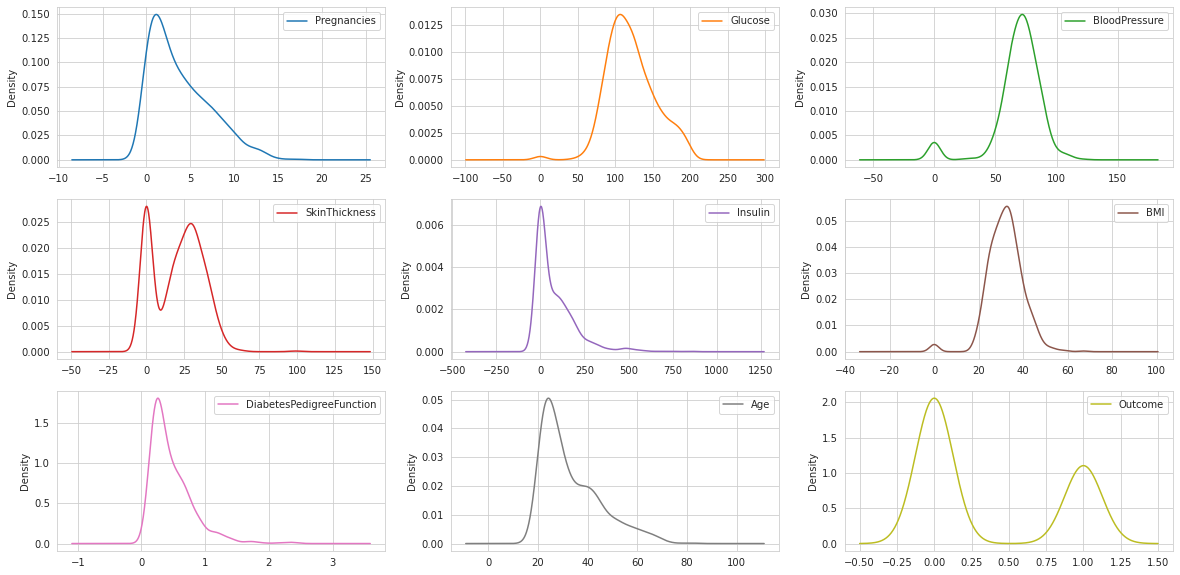 Pregnancies
Density
0.150
0.125
0.100
0.075
0.050
0.025
0.000
−10 −5 0 5 10 15 20 25
Glucose
Density
0.0125
0.0100
0.0075
0.0050
0.0025
0.0000
−100 −50 0 50 100 150 200 250 300
BloodPressure
Density
0.030
0.025
0.020
0.015
0.010
0.005
0.000
−50 0 50 100 150
SkinThickness
Density
0.025
0.020
0.015
0.010
0.005
0.000
−50 −25 0 25 50 75 100 125 150
Insulin
Density
0.006
0.004
0.002
0.000
−500 −250 0 250 500 750 1000 1250
BMI
Density
0.05
0.04
0.03
0.02
0.01
0.00
−40 −20 0 20 40 60 80 100
DiabetesPedigreeFunction
Density
1.5
1.0
0.5
0.0
−1 0 1 2 3
Age
Density
0.05
0.04
0.03
0.02
0.01
0.00
0 20 40 60 80 100
Outcome
Density
2.0
1.5
1.0
0.5
0.0
−0.50 −0.25 0.00 0.25 0.50 0.75 1.00 1.25 1.50